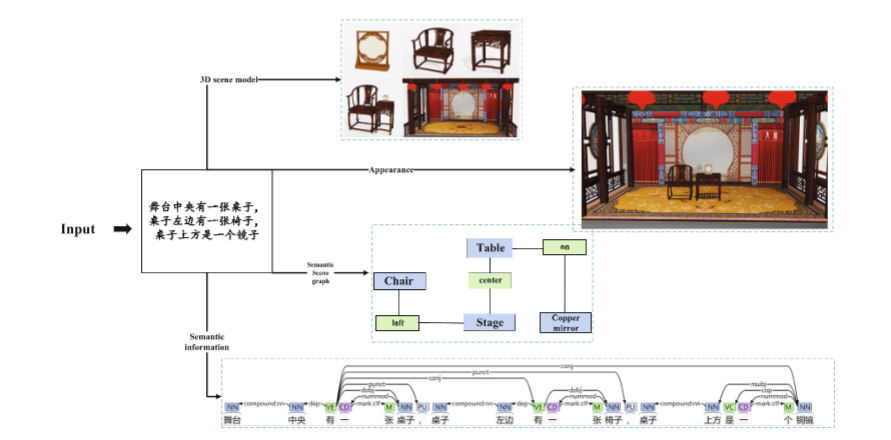 3D scene model
Appearance
Input
舞台中央有一张桌子,
桌子左边有一张椅子,
桌子上方是一个镜子
Semantic
Scene
graph
Table
on
Chair
center
left
Stage
Copper
mirror
Semantic
information
conj
punct
conj
nsubj
punct
cop
dobj
dobj
nummod
nummod
nummod
NN compound:nn NN dep VE CD mark:clf M NN PU NN compound:nn NN VE CD mark:clf M NN PU NN compound:nn NN VC CD mark:clf M NN
舞台 中央 有 一 张 桌子 , 桌子 左边 有 一 张 椅子 , 桌子 上方 是 一 个 铜镜